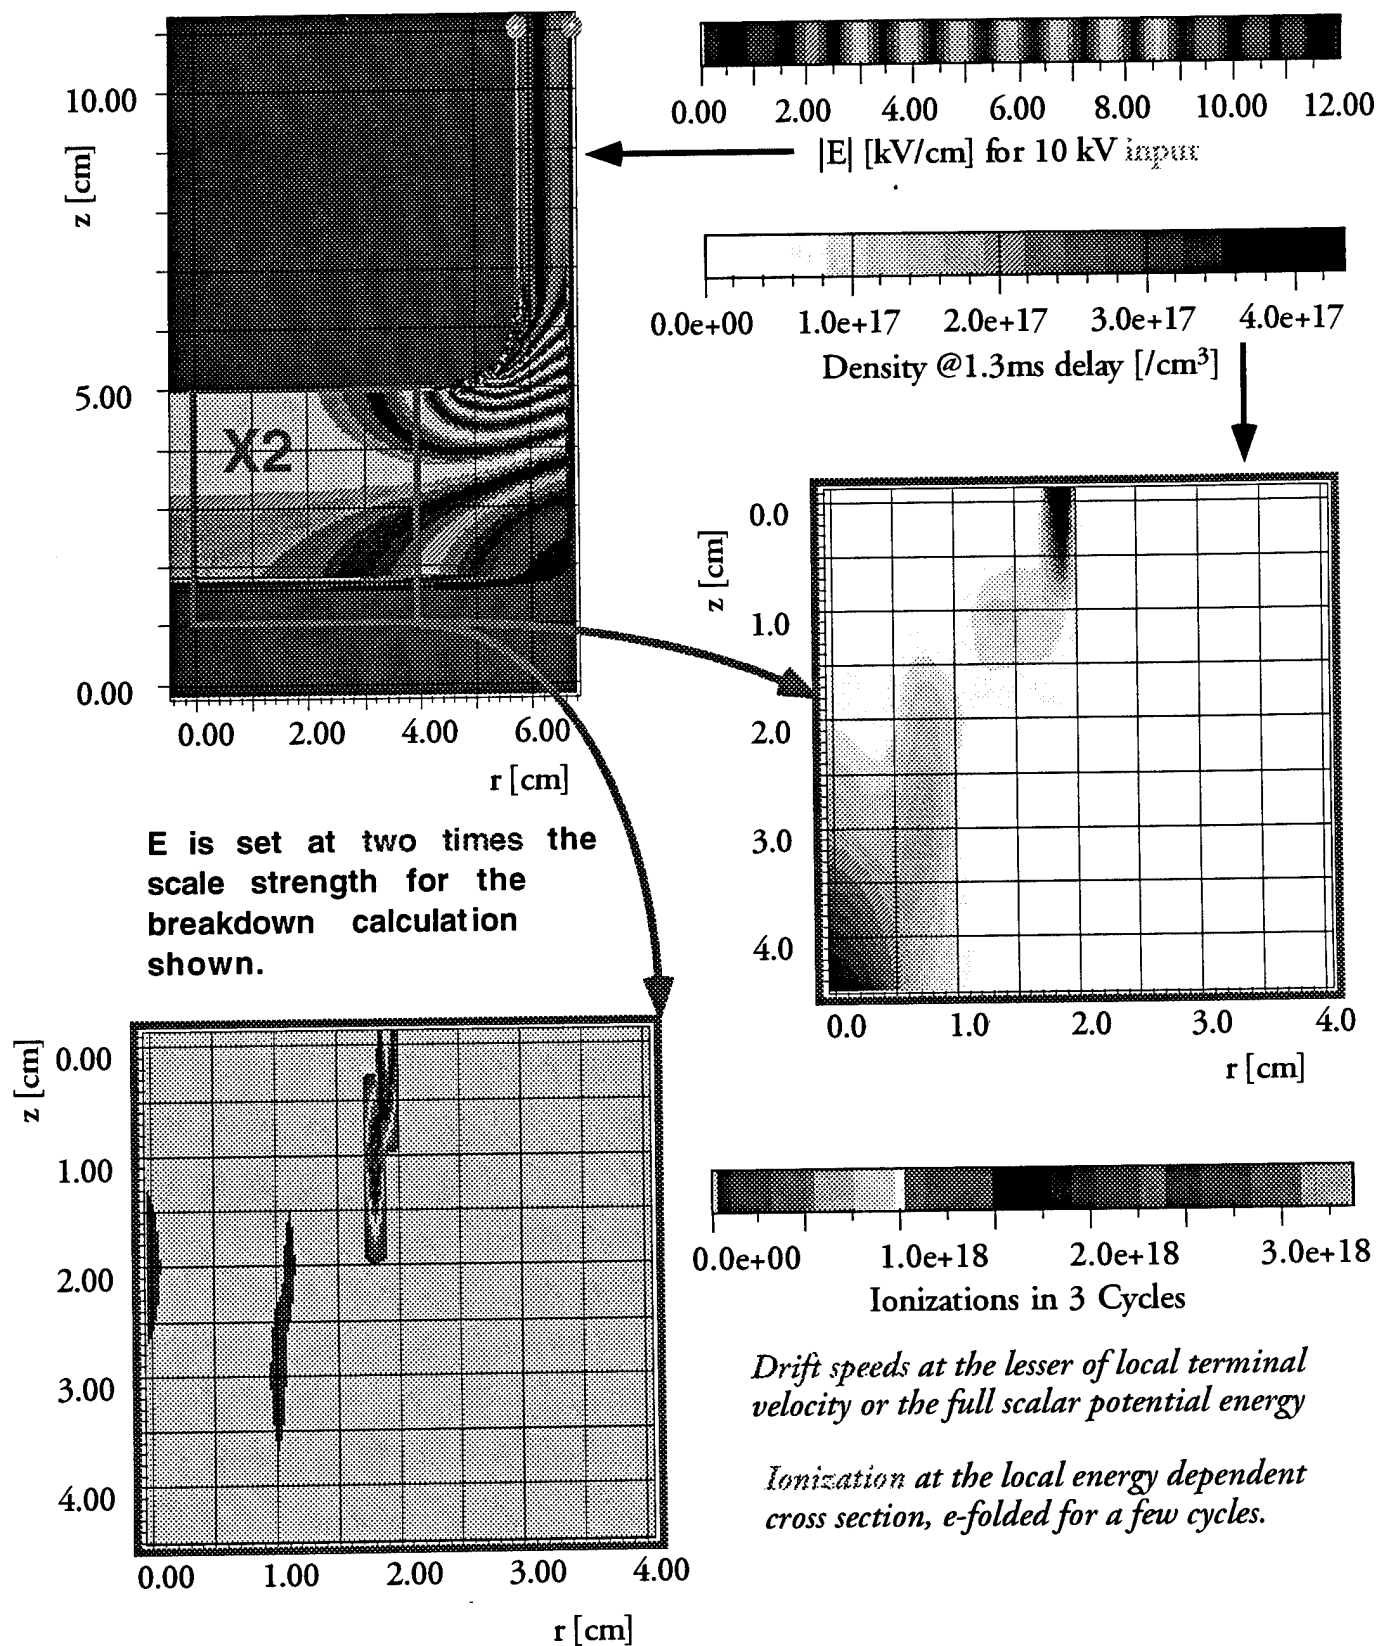 10.00
5.00
0.00
z [cm]
X2
0.00 2.00 4.00 6.00
r [cm]
0.00 2.00 4.00 6.00 8.00 10.00 12.00
|E| [kV/cm] for 10 kV input
0.0e+00 1.0e+17 2.0e+17 3.0e+17 4.0e+17
Density @1.3ms delay [/cm³]
0.0
1.0
2.0
3.0
4.0
z [cm]
0.0 1.0 2.0 3.0 4.0
r [cm]
E is set at two times the
scale strength for the
breakdown calculation
shown.
z [cm]
0.00
1.00
2.00
3.00
4.00
0.00 1.00 2.00 3.00 4.00
r [cm]
0.0e+00 1.0e+18 2.0e+18 3.0e+18
Ionizations in 3 Cycles
Drift speeds at the lesser of local terminal
velocity or the full scalar potential energy
Ionization at the local energy dependent
cross section, e-folded for a few cycles.